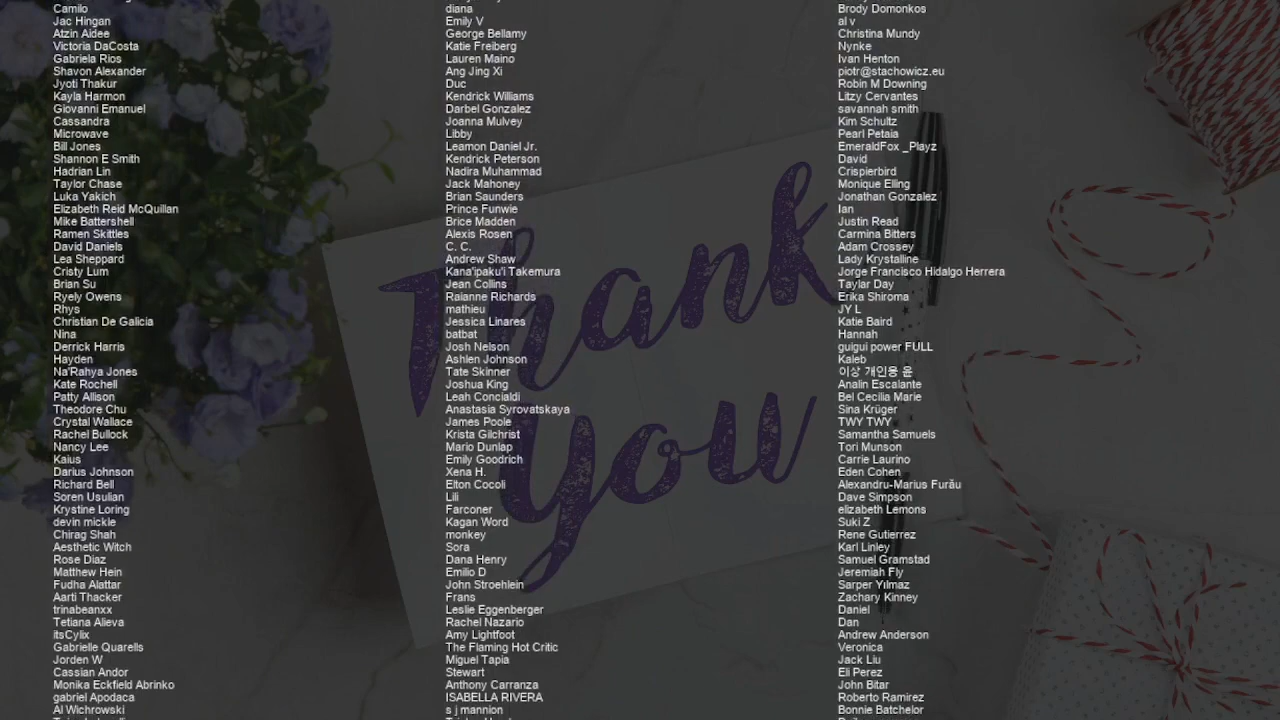 Camilo
Jac Hingan
Atzin Aidee
Victoria DaCosta
Gabriela Rios
Shavon Alexander
Jyoti Thakur
Kayla Harmon
Giovanni Emanuel
Cassandra
Microwave
Bill Jones
Shannon E Smith
Hadrian Lin
Taylor Chase
Luka Yakich
Elizabeth Reid McQuillan
Mike Battershell
Ramen Skittles
David Daniels
Lea Sheppard
Cristy Lum
Brian Su
Ryely Owens
Rhys
Christian De Galicia
Nina
Derrick Harris
Hayden
Na'Rahya Jones
Kate Rochell
Patty Allison
Theodore Chu
Crystal Wallace
Rachel Bullock
Nancy Lee
Kaius
Darius Johnson
Richard Bell
Soren Usulian
Krystine Loring
devin mickle
Chirag Shah
Aesthetic Witch
Rose Diaz
Matthew Hein
Fudha Alattar
Aarti Thacker
trinabeanxx
Tetiana Alieva
itsCylix
Gabrielle Quarells
Jorden W
Cassian Andor
Monika Eckfield Abrinko
gabriel Apodaca
Al Wichrowski
diana
Emily V
George Bellamy
Katie Freiberg
Lauren Maino
Ang Jing Xi
Duc
Kendrick Williams
Darbel Gonzalez
Joanna Mulvey
Libby
Leamon Daniel Jr.
Kendrick Peterson
Nadira Muhammad
Jack Mahoney
Brian Saunders
Prince Funwie
Brice Madden
Alexis Rosen
C. C.
Andrew Shaw
Kana'ipaku'i Takemura
Jean Collins
Raianne Richards
mathieu
Jessica Linares
batbat
Josh Nelson
Ashlen Johnson
Tate Skinner
Joshua King
Leah Concialdi
Anastasia Syrovatskaya
James Poole
Krista Gilchrist
Mario Dunlap
Emily Goodrich
Xena H.
Elton Cocoli
Lili
Farconer
Kagan Word
monkey
Sora
Dana Henry
Emilio D
John Stroehlein
Frans
Leslie Eggenberger
Rachel Nazario
Amy Lightfoot
The Flaming Hot Critic
Miguel Tapia
Stewart
Anthony Carranza
ISABELLA RIVERA
s j mannion
Brody Domonkos
al v
Christina Mundy
Nynke
Ivan Henton
piotr@stachowicz.eu
Robin M Downing
Litzy Cervantes
savannah smith
Kim Schultz
Pearl Petaia
EmeraldFox _Playz
David
Crispierbird
Monique Elling
Jonathan Gonzalez
Ian
Justin Read
Carmina Bitters
Adam Crossey
Lady Krystalline
Jorge Francisco Hidalgo Herrera
Taylar Day
Erika Shiroma
JY L
Katie Baird
Hannah
guigui power FULL
Kaleb
이상 개인용 윤
Analin Escalante
Bel Cecilia Marie
Sina Krüger
TWY TWY
Samantha Samuels
Tori Munson
Carrie Laurino
Eden Cohen
Alexandru-Marius Furău
Dave Simpson
elizabeth Lemons
Suki Z
Rene Gutierrez
Karl Linley
Samuel Gramstad
Jeremiah Fly
Sarper Yılmaz
Zachary Kinney
Daniel
Dan
Andrew Anderson
Veronica
Jack Liu
Eli Perez
John Bitar
Roberto Ramirez
Bonnie Batchelor
Thank
you